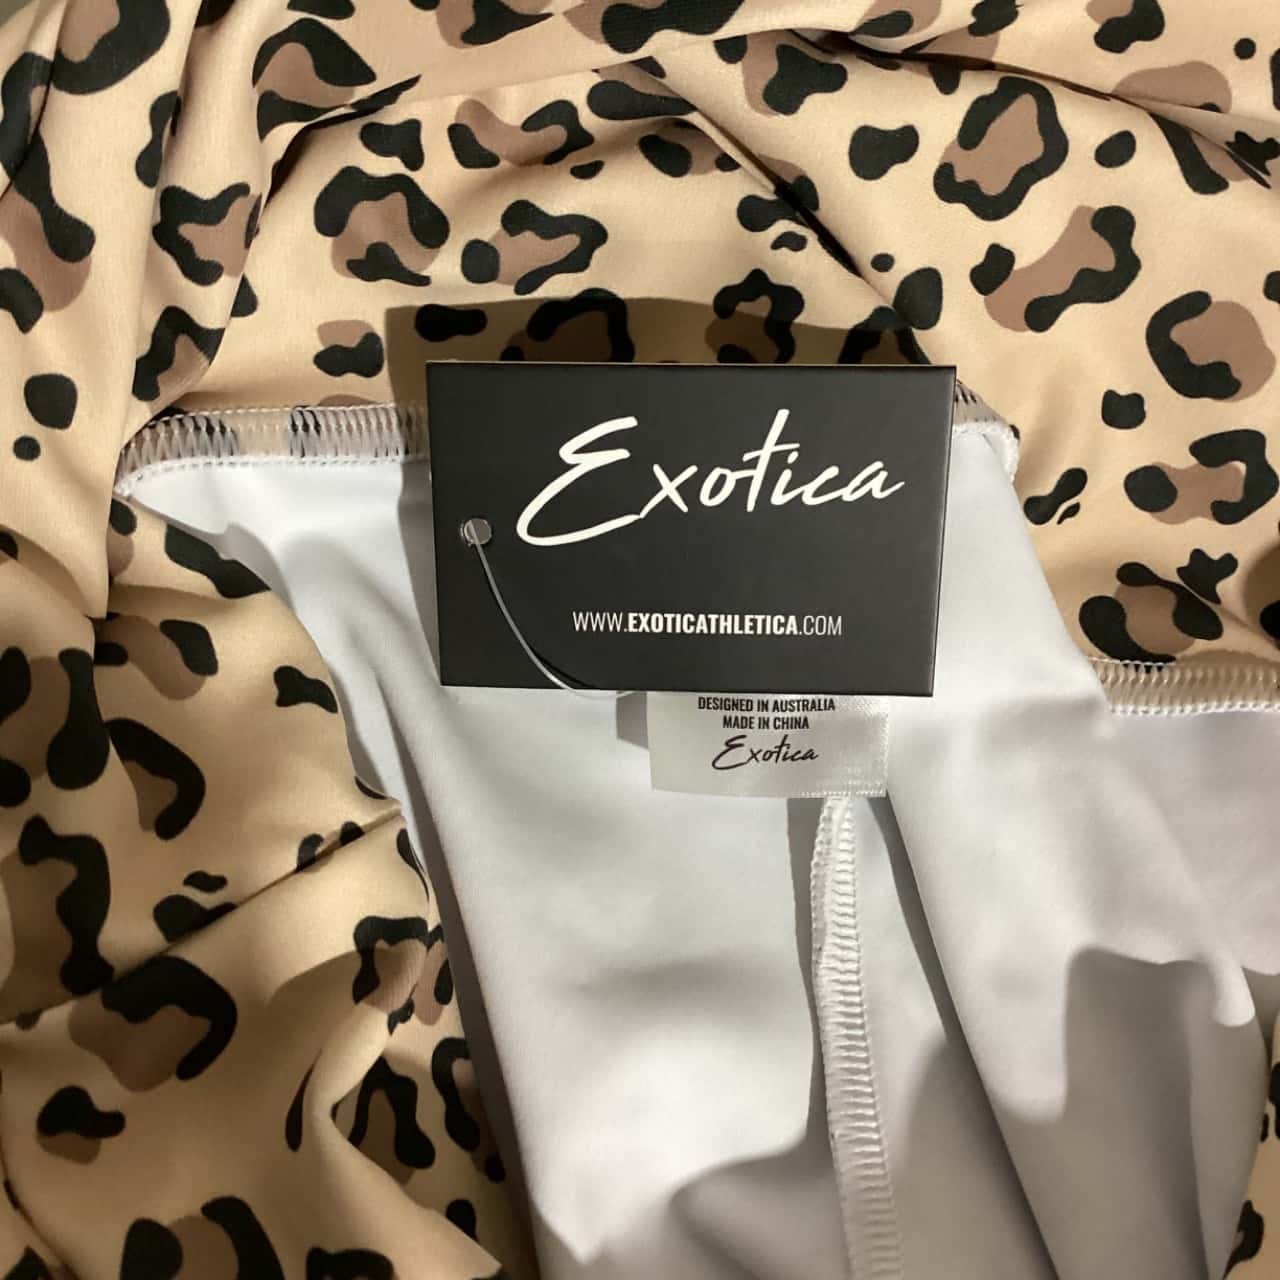 Exotica
WWW.EXOTICATHLETICA.COM
DESIGNED IN AUSTRALIA
MADE IN CHINA
Exotica